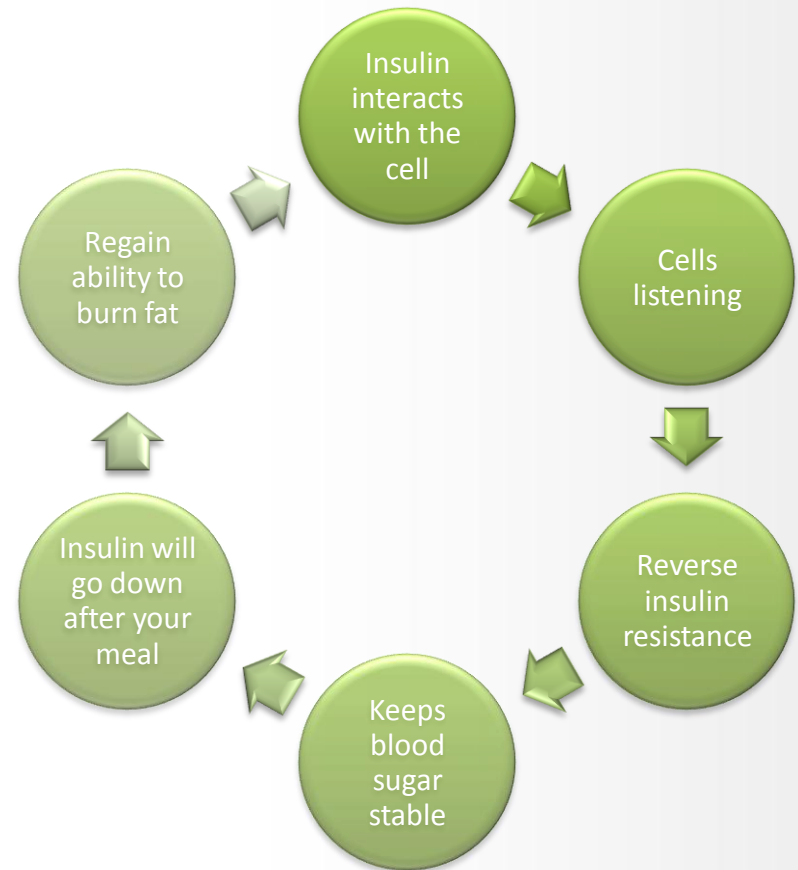 Insulin
interacts
with the
cell
Cells
listening
Reverse
insulin
resistance
Keeps
blood
sugar
stable
Insulin will
go down
after your
meal
Regain
ability to
burn fat